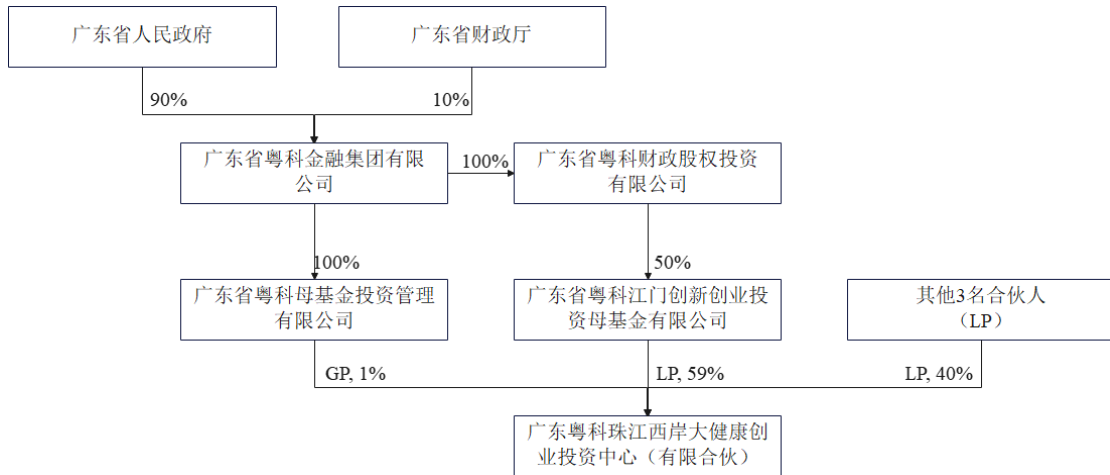 广东省人民政府
广东省财政厅
90%
10%
广东省粤科金融集团有限
公司
100%
广东省粤科财政股权投资
有限公司
100%
50%
广东省粤科母基金投资管理
有限公司
广东省粤科江门创新创业投
资母基金有限公司
其他3名合伙人
（LP）
GP, 1%
LP, 59%
LP, 40%
广东粤科珠江西岸大健康创
业投资中心（有限合伙）